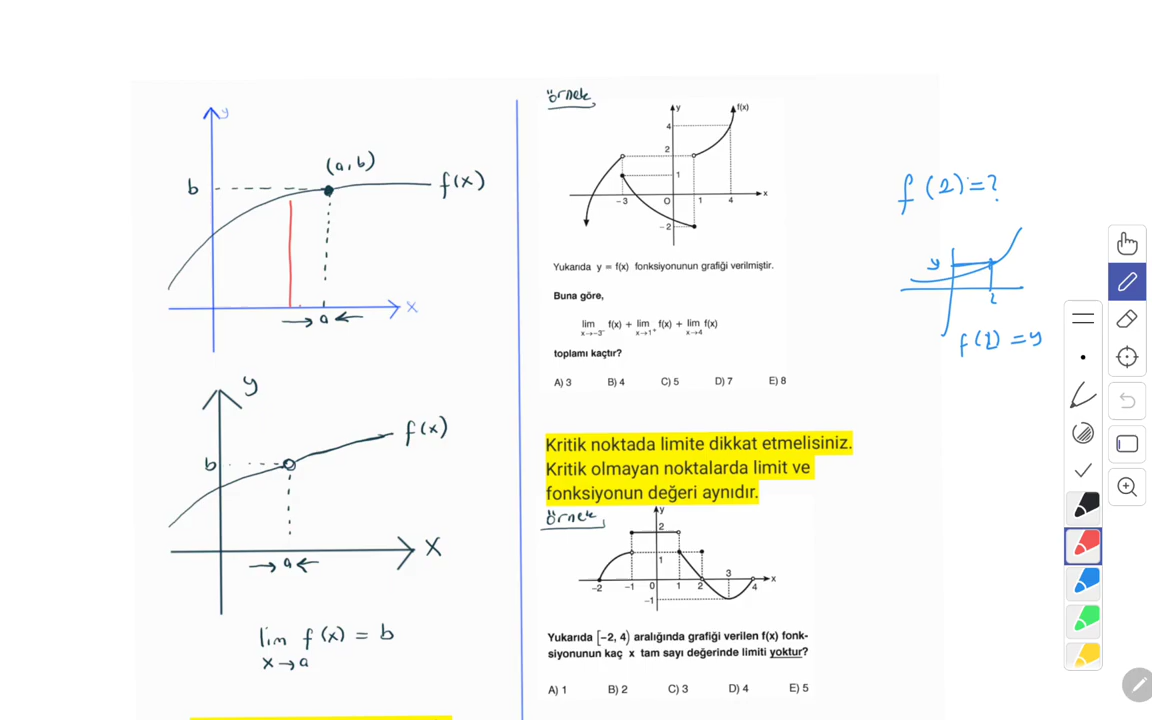 y
(a,b)
b
f(x)
x
a
y
f(x)
b
x
a
lim f(x) = b
x→a
örnek
y
f(x)
4
2
1
-3
O
1
4
x
-2
Yukarıda y = f(x) fonksiyonunun grafiği verilmiştir.
Buna göre,
lim f(x) + lim f(x) + lim f(x)
x→-3⁻ x→1⁺ x→4
toplamı kaçtır?
A) 3 B) 4 C) 5 D) 7 E) 8
Kritik noktada limite dikkat etmelisiniz.
Kritik olmayan noktalarda limit ve
fonksiyonun değeri aynıdır.
örnek
y
2
1
3
-2
-1
0
1
2
4
x
-1
Yukarıda [-2, 4) aralığında grafiği verilen f(x) fonk-
siyonunun kaç x tam sayı değerinde limiti yoktur?
A) 1 B) 2 C) 3 D) 4 E) 5
f(2)=?
y
2
f(2)=y